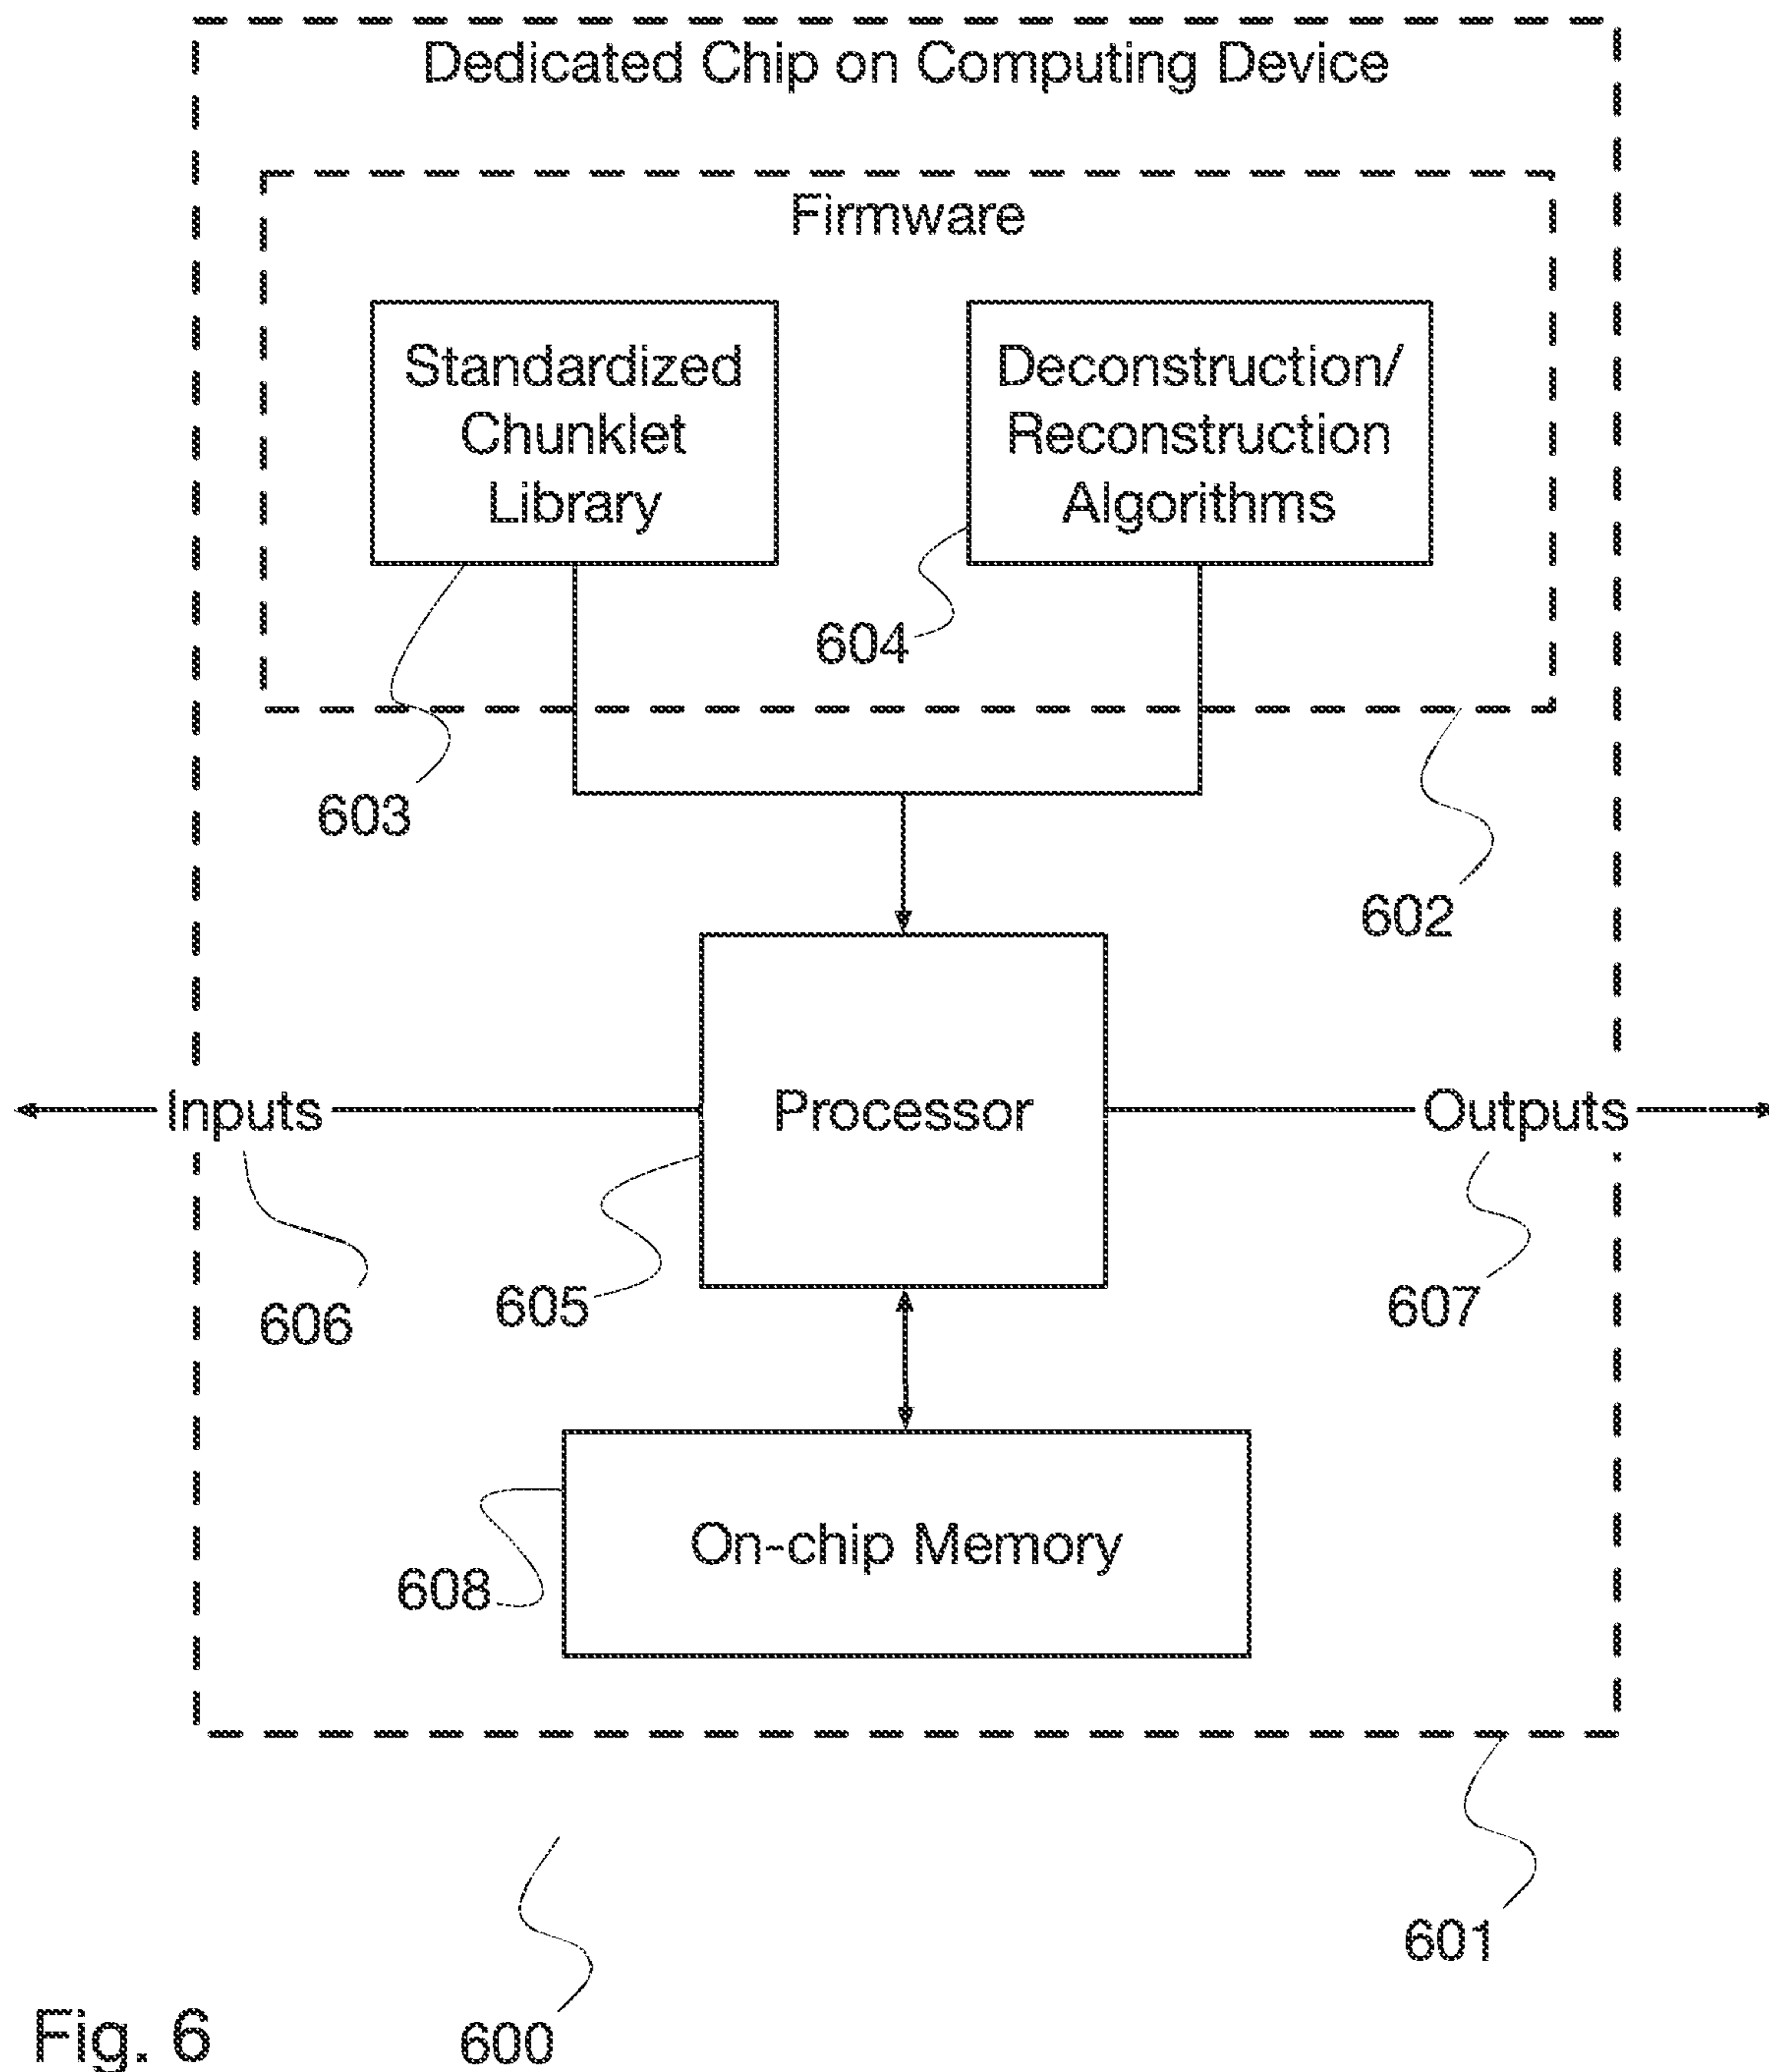 Dedicated Chip on Computing Device
Firmware
Standardized
Chunklet
Library
Deconstruction/
Reconstruction
Algorithms
604
603
602
Inputs
Processor
Outputs
606
605
607
On-chip Memory
608
601
Fig. 6
600